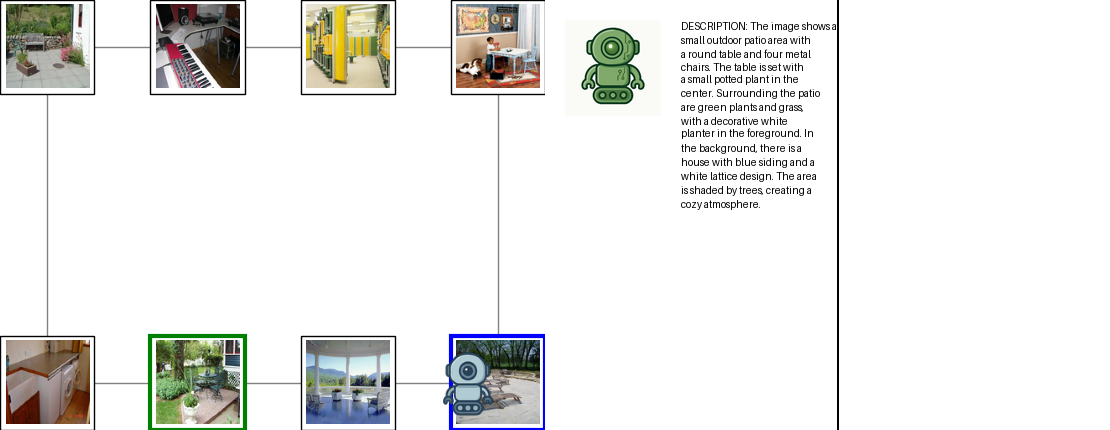 DESCRIPTION: The image shows a
small outdoor patio area with
a round table and four metal
chairs. The table is set with
a small potted plant in the
center. Surrounding the patio
are green plants and grass,
with a decorative white
planter in the foreground. In
the background, there is a
house with blue siding and a
white lattice design. The area
is shaded by trees, creating a
cozy atmosphere.